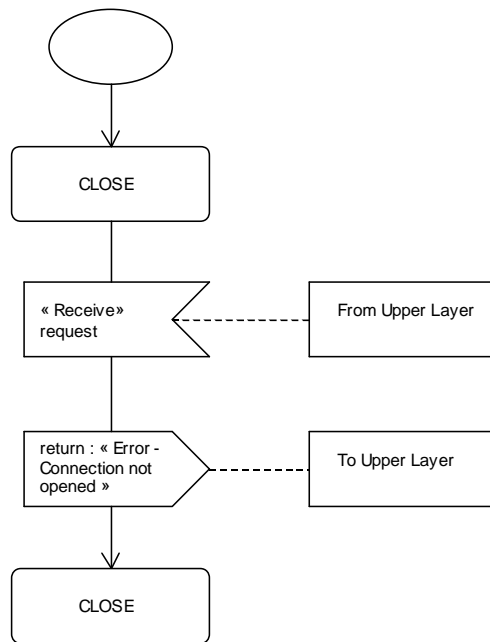 CLOSE
« Receive»
request
From Upper Layer
return : « Error -
Connection not
opened »
To Upper Layer
CLOSE